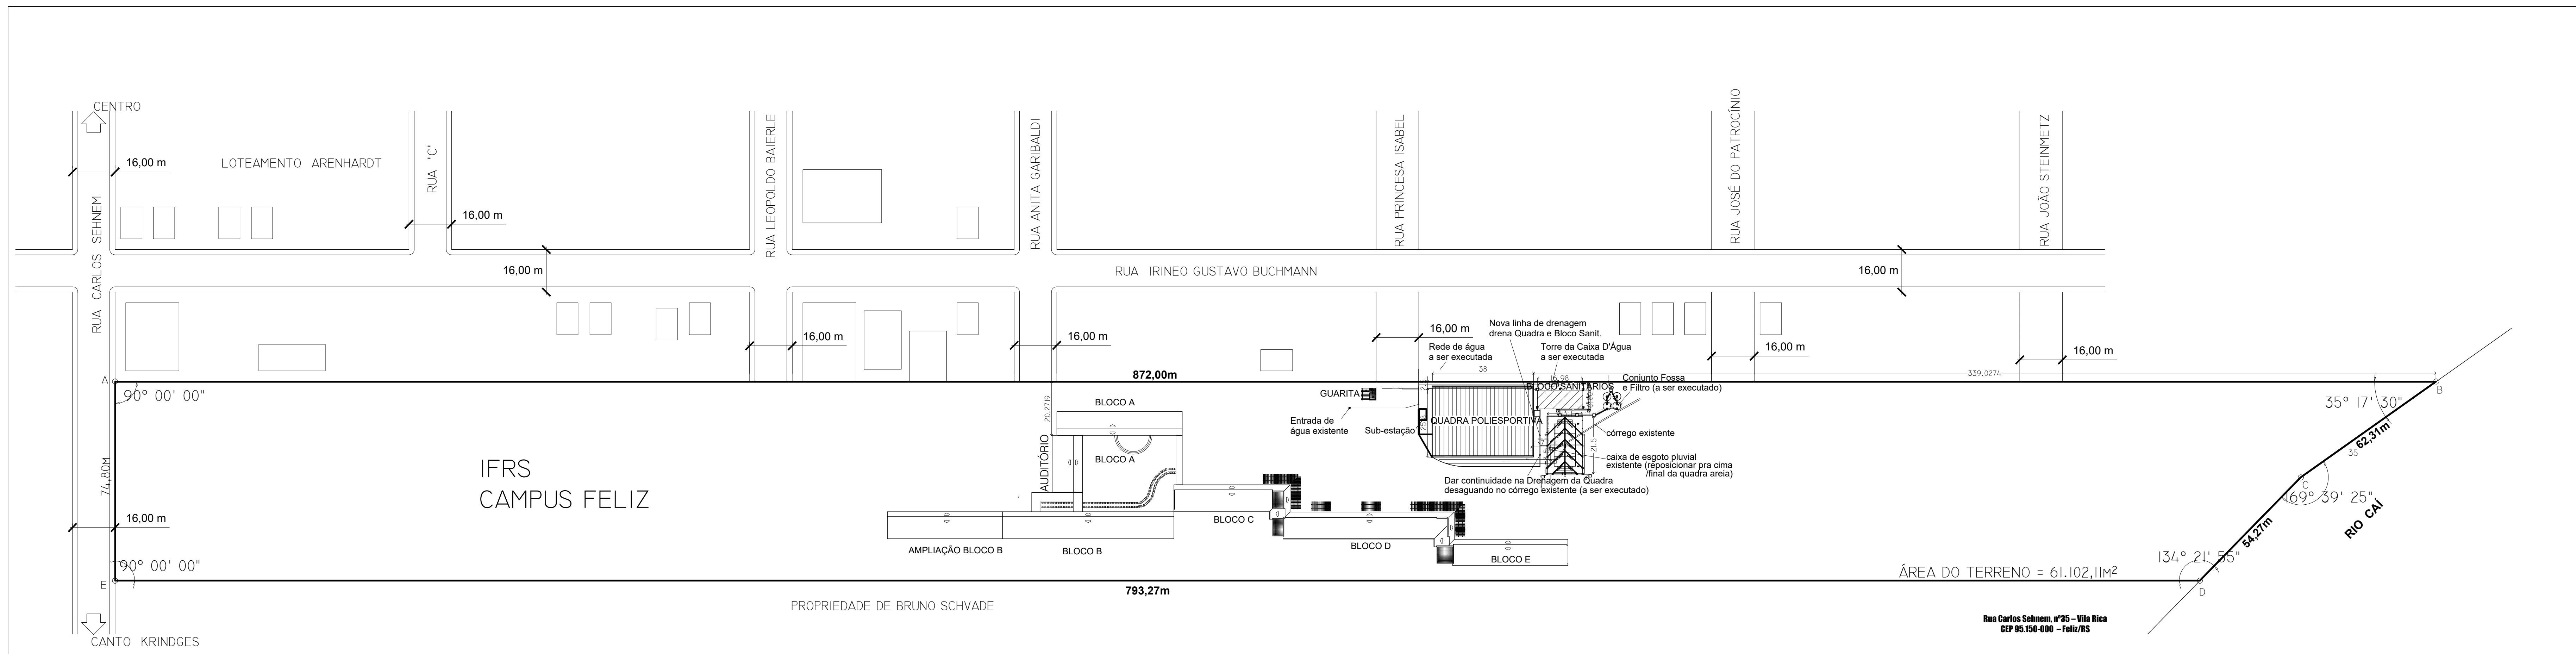 CENTRO
16,00 m
LOTEAMENTO ARENHARDT
RUA "C"
16,00 m
RUA CARLOS SEHNEM
RUA LEOPOLDO BAIERLE
RUA ANITA GARIBALDI
RUA PRINCESA ISABEL
RUA JOSÉ DO PATROCÍNIO
RUA JOÃO STEINMETZ
16,00 m
RUA IRINEO GUSTAVO BUCHMANN
16,00 m
16,00 m
16,00 m
16,00 m
16,00 m
16,00 m
Nova linha de drenagem
drena Quadra e Bloco Sanit.
Rede de água
a ser executada
Torre da Caixa D'Água
a ser executada
872,00m
38
339.0274
A
90° 00' 00"
BLOCO SANITÁRIOS
Conjunto Fossa
e Filtro (a ser executado)
B
35° 17' 30"
GUARITA
BLOCO A
20.2719
Entrada de
água existente
Sub-estação
QUADRA POLIESPORTIVA
córrego existente
21.5
62,31m
35
AUDITÓRIO
BLOCO A
caixa de esgoto pluvial
existente (reposicionar pra cima
/final da quadra areia)
74,80M
IFRS
CAMPUS FELIZ
Dar continuidade na Drenagem da Quadra
desaguando no córrego existente (a ser executado)
C
169° 39' 25"
16,00 m
BLOCO C
RIO CAÍ
54,27m
AMPLIAÇÃO BLOCO B
BLOCO B
BLOCO D
BLOCO E
134° 21' 55"
90° 00' 00"
E
ÁREA DO TERRENO = 61.102,11M²
793,27m
D
PROPRIEDADE DE BRUNO SCHVADE
Rua Carlos Sehnem, nº35 – Vila Rica
CEP 95.150-000 – Feliz/RS
CANTO KRINDGES